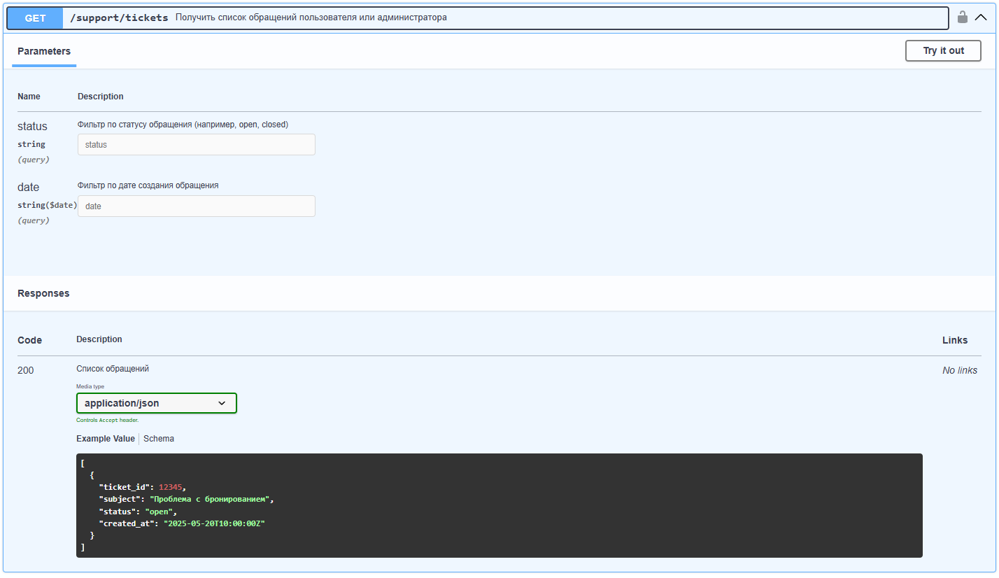 GET /support/tickets Получить список обращений пользователя или администратора
Parameters
Try it out
Name Description
status Фильтр по статусу обращения (например, open, closed)
string status
(query)
date Фильтр по дате создания обращения
string($date) date
(query)
Responses
Code Description Links
200 Список обращений No links
Media type
application/json
Controls Accept header.
Example Value Schema
[
{
"ticket_id": 12345,
"subject": "Проблема с бронированием",
"status": "open",
"created_at": "2025-05-20T10:00:00Z"
}
]